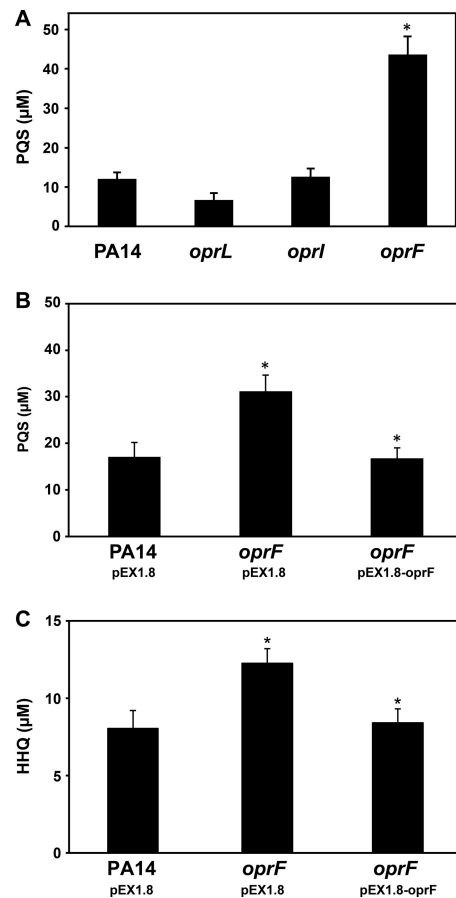 A
50
40
30
20
10
0
PQS (µM)
*
PA14 oprL oprI oprF
B
50
40
30
20
10
0
PQS (µM)
*
*
PA14 oprF oprF
pEX1.8 pEX1.8 pEX1.8-oprF
C
15
10
5
0
HHQ (µM)
*
*
PA14 oprF oprF
pEX1.8 pEX1.8 pEX1.8-oprF